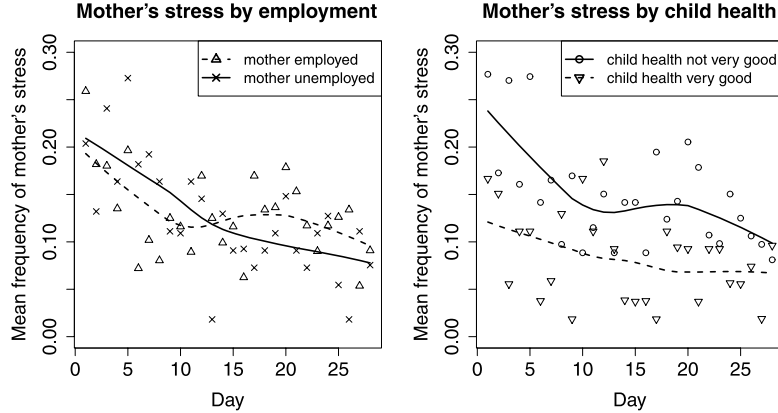 Mother's stress by employment
Mean frequency of mother's stress
0.00
0.10
0.20
0.30
mother employed
mother unemployed
0
5
10
15
20
25
Day
Mother's stress by child health
Mean frequency of mother's stress
0.00
0.10
0.20
0.30
child health not very good
child health very good
0
5
10
15
20
25
Day